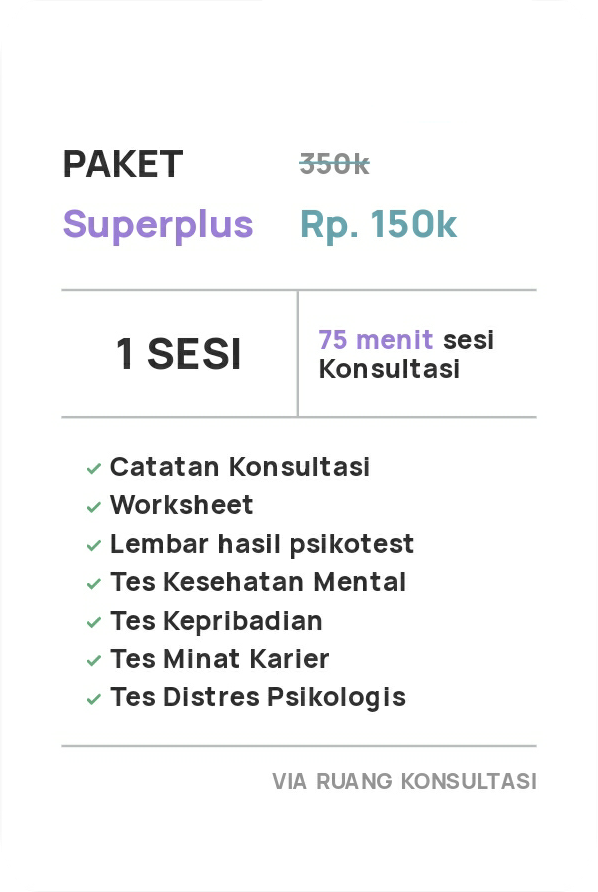 PAKET
350k
Superplus
Rp. 150k
1 SESI
75 menit sesi
Konsultasi
Catatan Konsultasi
Worksheet
Lembar hasil psikotest
Tes Kesehatan Mental
Tes Kepribadian
Tes Minat Karier
Tes Distres Psikologis
VIA RUANG KONSULTASI